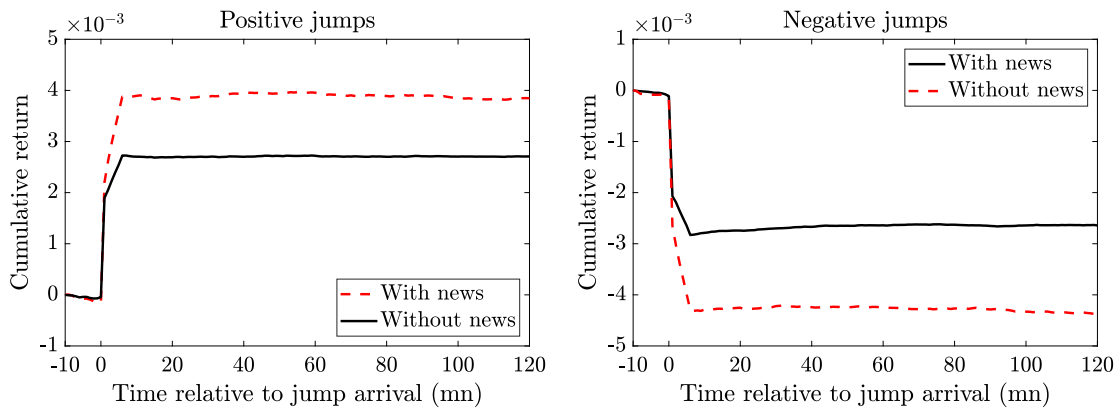 Positive jumps
×10⁻³
5
4
3
2
1
0
-1
-10 0 20 40 60 80 100 120
Cumulative return
Time relative to jump arrival (mn)
With news
Without news
Negative jumps
×10⁻³
1
0
-1
-2
-3
-4
-5
-10 0 20 40 60 80 100 120
Cumulative return
Time relative to jump arrival (mn)
With news
Without news